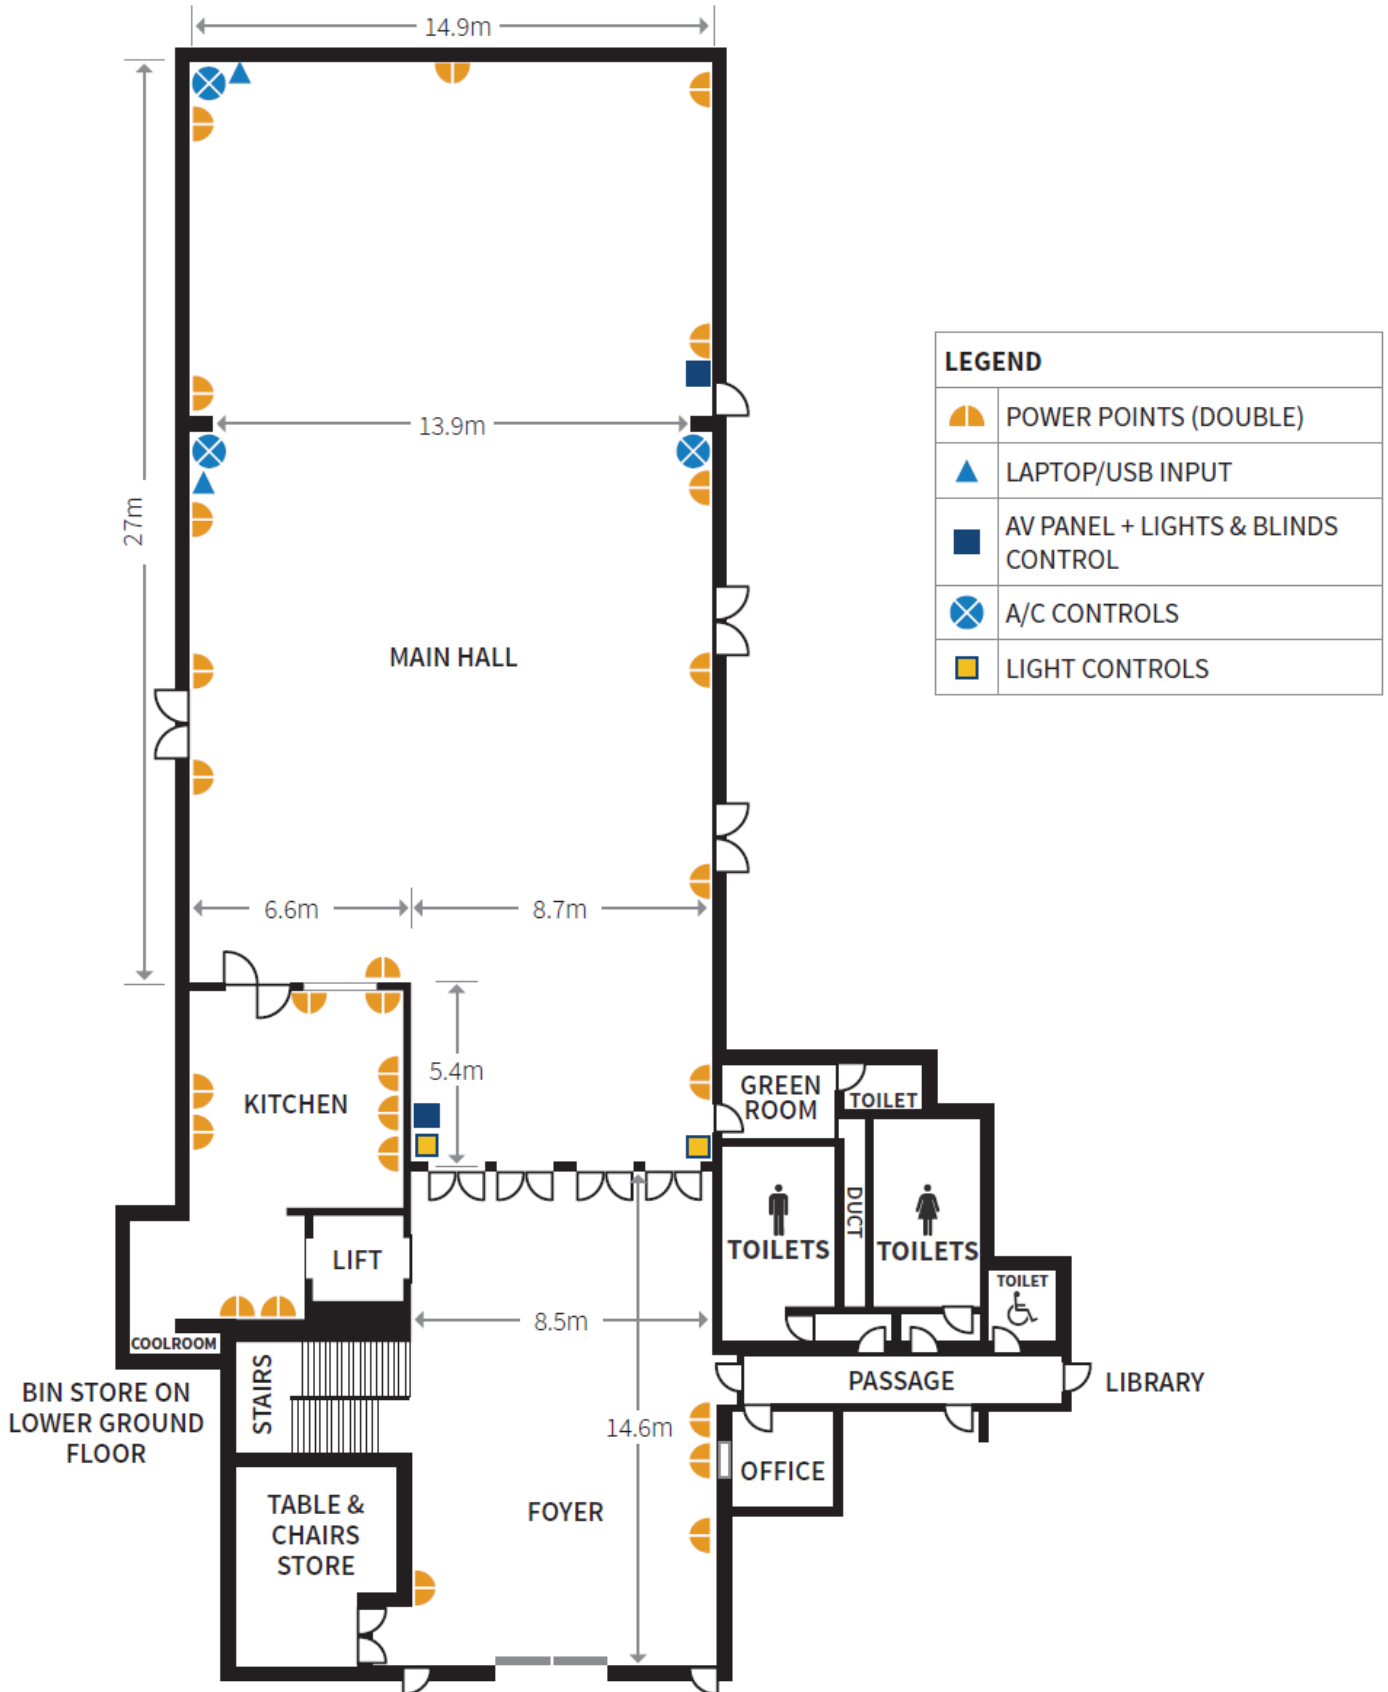 14.9m
27m
13.9m
LEGEND
POWER POINTS (DOUBLE)
LAPTOP/USB INPUT
AV PANEL + LIGHTS & BLINDS
CONTROL
A/C CONTROLS
LIGHT CONTROLS
MAIN HALL
6.6m
8.7m
5.4m
KITCHEN
GREEN
ROOM
TOILET
DUCT
TOILETS
TOILETS
LIFT
TOILET
8.5m
COOLROOM
STAIRS
PASSAGE
LIBRARY
BIN STORE ON
LOWER GROUND
FLOOR
14.6m
OFFICE
FOYER
TABLE &
CHAIRS
STORE